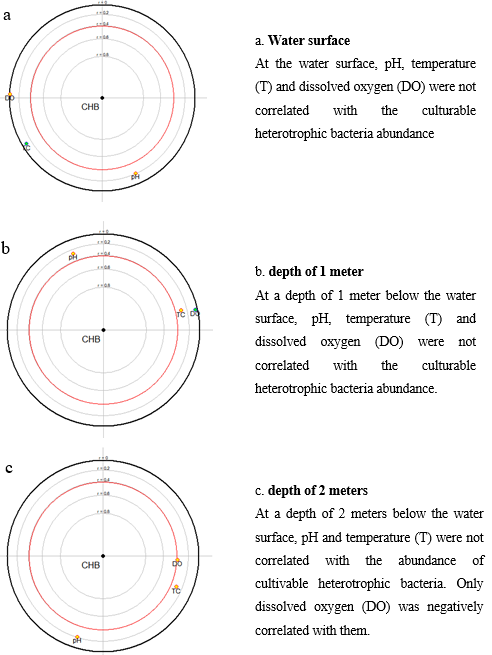 a
r = 0
r = 0.2
r = 0.4
r = 0.6
r = 0.8
DO
CHB
TC
pH
a. Water surface
At the water surface, pH, temperature
(T) and dissolved oxygen (DO) were not
correlated with the culturable
heterotrophic bacteria abundance
b
r = 0
r = 0.2
r = 0.4
r = 0.6
r = 0.8
pH
TC
DO
CHB
b. depth of 1 meter
At a depth of 1 meter below the water
surface, pH, temperature (T) and
dissolved oxygen (DO) were not
correlated with the culturable
heterotrophic bacteria abundance.
c
r = 0
r = 0.2
r = 0.4
r = 0.6
r = 0.8
CHB
DO
TC
pH
c. depth of 2 meters
At a depth of 2 meters below the water
surface, pH and temperature (T) were not
correlated with the abundance of
cultivable heterotrophic bacteria. Only
dissolved oxygen (DO) was negatively
correlated with them.